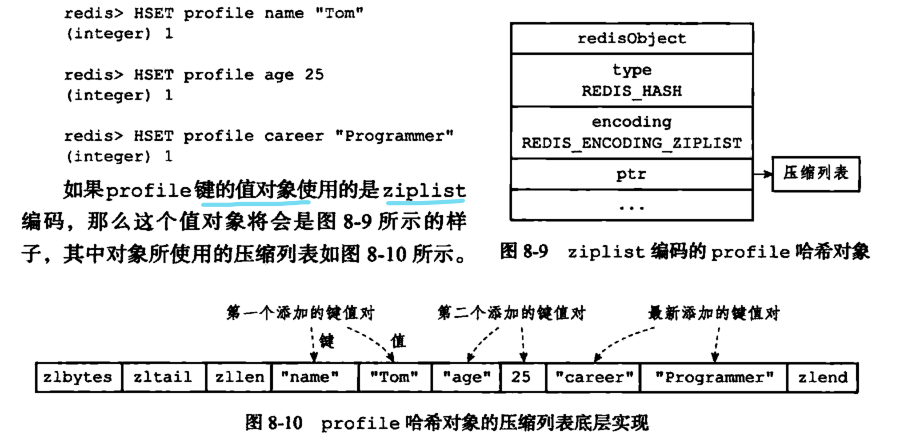 redis> HSET profile name "Tom"
(integer) 1
redis> HSET profile age 25
(integer) 1
redis> HSET profile career "Programmer"
(integer) 1
如果profile键的值对象使用的是ziplist
编码，那么这个值对象将会是图 8-9 所示的样
子，其中对象所使用的压缩列表如图 8-10 所示。
redisObject
type
REDIS_HASH
encoding
REDIS_ENCODING_ZIPLIST
ptr
压缩列表
...
图 8-9 ziplist 编码的 profile 哈希对象
第一个添加的键值对 第二个添加的键值对 最新添加的键值对
键 值
zlbytes zltail zllen "name" "Tom" "age" 25 "career" "Programmer" zlend
图 8-10 profile 哈希对象的压缩列表底层实现